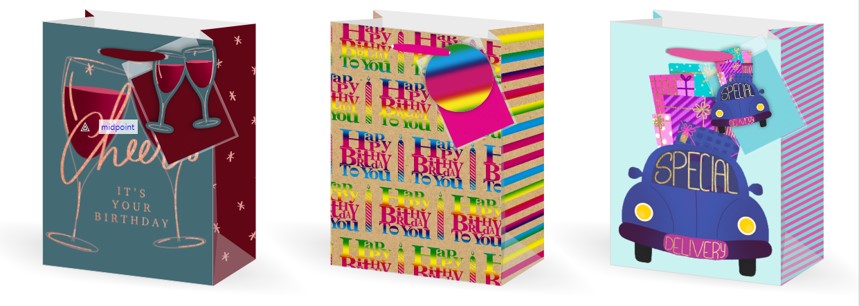 midpoint
Cheers
IT'S
YOUR
BIRTHDAY
HAPPY
BIRTHDAY
TO YOU
SPECIAL
DELIVERY
SPECIAL